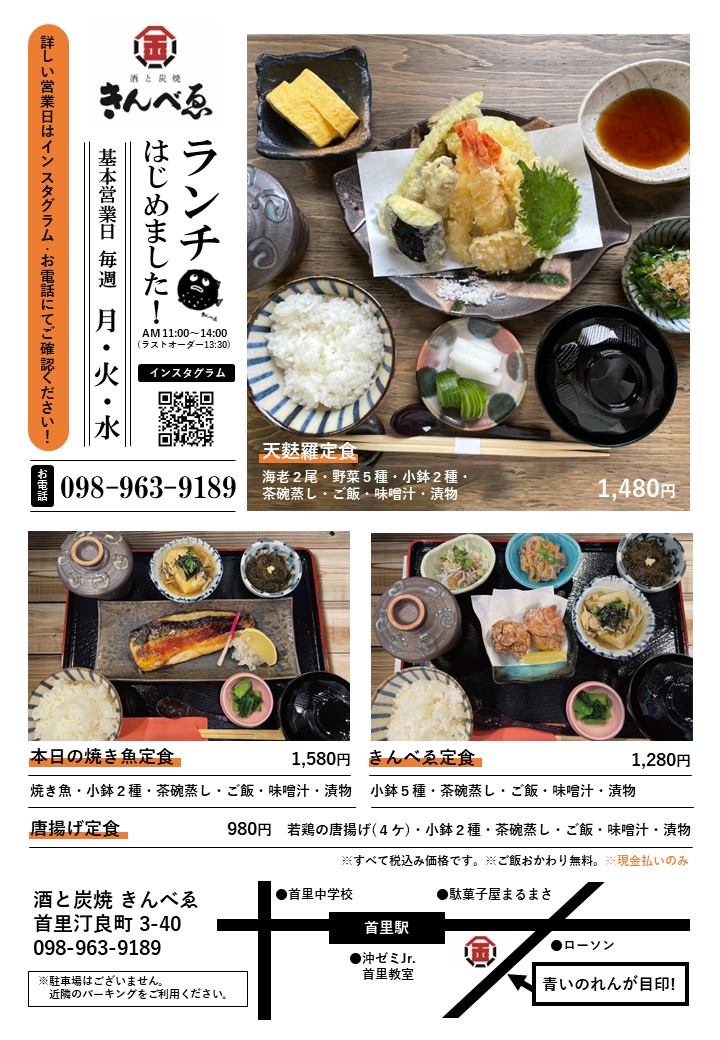 詳しい営業日はインスタグラム・お電話にてご確認ください！
金
酒と炭焼
きんべゑ
ランチ
はじめました！
基本営業日 毎週 月・火・水
AM11:00～14:00
（ラストオーダー13:30）
インスタグラム
お電話
098-963-9189
天麩羅定食
海老２尾・野菜５種・小鉢２種・
茶碗蒸し・ご飯・味噌汁・漬物
1,480円
本日の焼き魚定食
1,580円
焼き魚・小鉢２種・茶碗蒸し・ご飯・味噌汁・漬物
きんべゑ定食
1,280円
小鉢５種・茶碗蒸し・ご飯・味噌汁・漬物
唐揚げ定食
980円
若鶏の唐揚げ(４ケ)・小鉢２種・茶碗蒸し・ご飯・味噌汁・漬物
※すべて税込み価格です。※ご飯おかわり無料。※現金払いのみ
酒と炭焼 きんべゑ
首里汀良町 3-40
098-963-9189
※駐車場はございません。
近隣のパーキングをご利用ください。
●首里中学校
●駄菓子屋まるまさ
首里駅
●沖ゼミJr.
首里教室
金
●ローソン
青いのれんが目印!